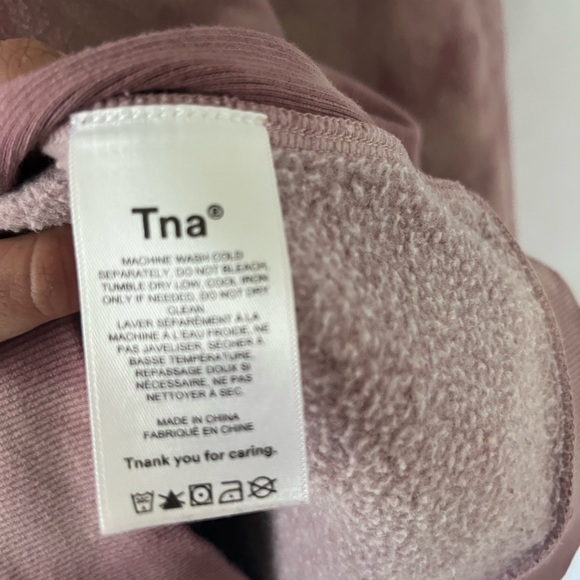 Tna®
MACHINE WASH COLD
SEPARATELY, DO NOT BLEACH,
TUMBLE DRY LOW, COOL IRON
ONLY IF NEEDED, DO NOT DRY
CLEAN
LAVER SÉPARÉMENT À LA
MACHINE À L'EAU FROIDE, NE
PAS JAVELISER, SÉCHER À
BASSE TEMPÉRATURE,
REPASSAGE DOUX SI
NÉCESSAIRE, NE PAS
NETTOYER À SEC.
MADE IN CHINA
FABRIQUÉ EN CHINE
Tnank you for caring.